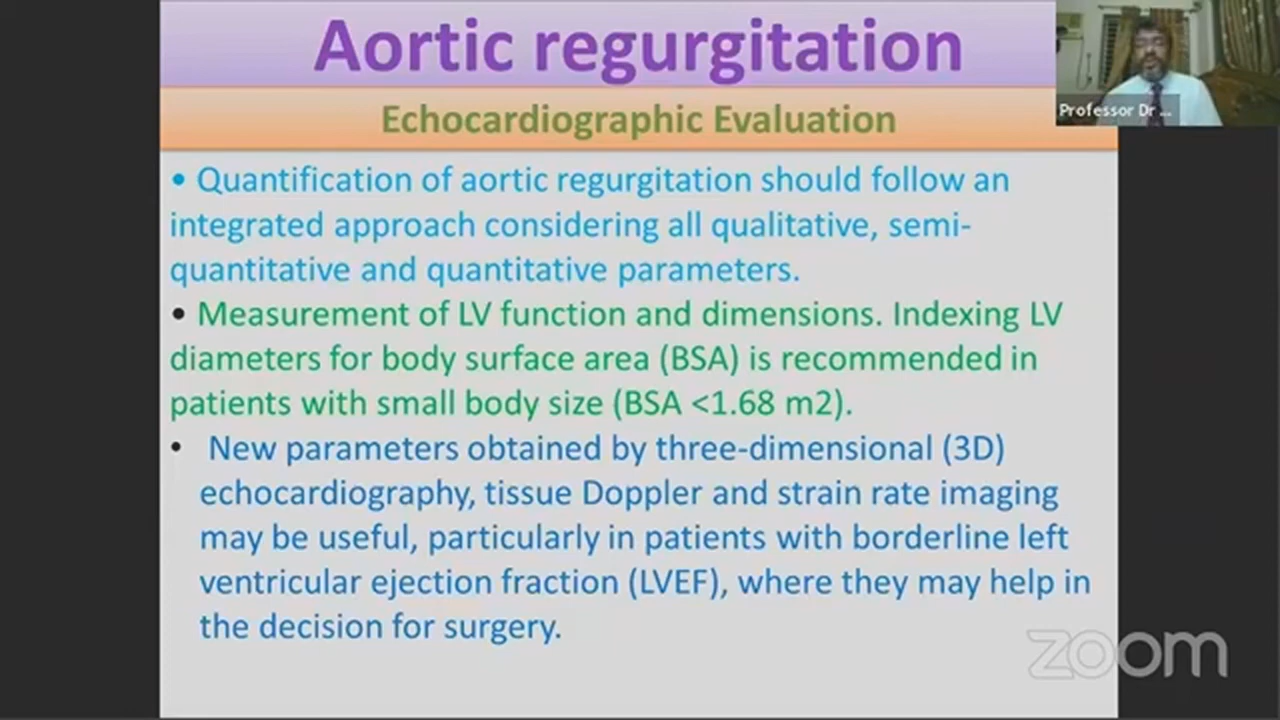 Aortic regurgitation
Professor Dr ...
Echocardiographic Evaluation
• Quantification of aortic regurgitation should follow an
integrated approach considering all qualitative, semi-
quantitative and quantitative parameters.
• Measurement of LV function and dimensions. Indexing LV
diameters for body surface area (BSA) is recommended in
patients with small body size (BSA <1.68 m2).
• New parameters obtained by three-dimensional (3D)
echocardiography, tissue Doppler and strain rate imaging
may be useful, particularly in patients with borderline left
ventricular ejection fraction (LVEF), where they may help in
the decision for surgery.
zoom